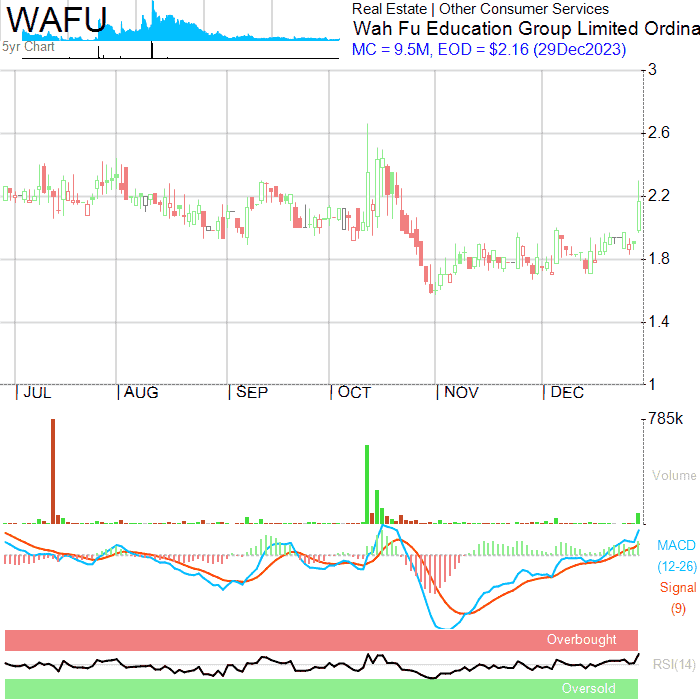 WAFU
Real Estate | Other Consumer Services
5yr Chart
Wah Fu Education Group Limited Ordina
MC = 9.5M, EOD = $2.16 (29Dec2023)
3
2.6
2.2
1.8
1.4
1
JUL AUG SEP OCT NOV DEC
785k
Volume
MACD
(12-26)
Signal
(9)
Overbought
RSI(14)
Oversold